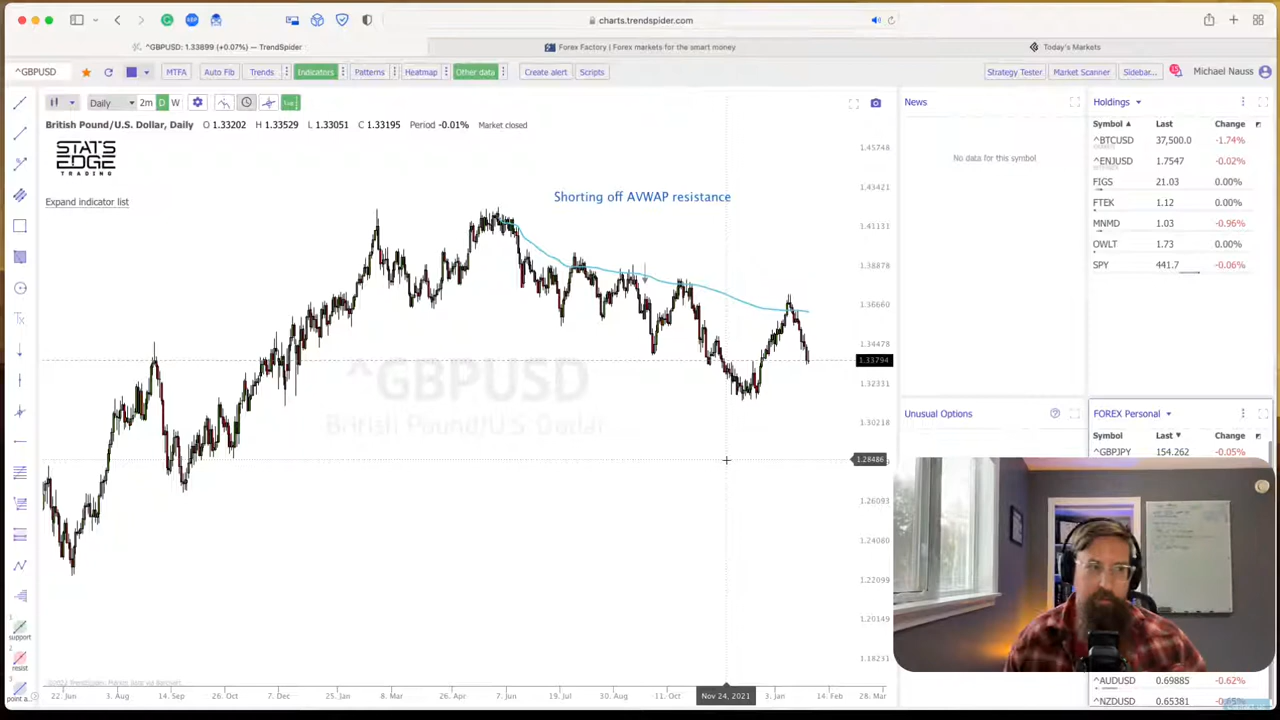 charts.trendspider.com
^GBPUSD: 1.33899 (+0.07%) — TrendSpider
Forex Factory | Forex markets for the smart money
Today's Markets
^GBPUSD
MTFA
Auto Fib
Trends
Indicators
Patterns
Heatmap
Other data
Create alert
Scripts
Strategy Tester
Market Scanner
Sidebar...
Michael Nauss
Daily
2m
D
W
British Pound/U.S. Dollar, Daily O 1.33202 H 1.33529 L 1.33051 C 1.33195 Period -0.01% Market closed
STATS
EDGE
TRADING
Expand indicator list
Shorting off AVWAP resistance
^GBPUSD
British Pound/U.S. Dollar
1.45748
1.43421
1.41131
1.38878
1.36660
1.34478
1.33794
1.32331
1.30218
1.28486
1.26093
1.24080
1.22099
1.20149
1.18231
22. Jun
3. Aug
14. Sep
26. Oct
7. Dec
25. Jan
8. Mar
26. Apr
7. Jun
19. Jul
30. Aug
11. Oct
Nov 24, 2021
3. Jan
14. Feb
28. Mar
1
support
2
resist
3
point a...
News
No data for this symbol
Unusual Options
Holdings
Symbol Last Change
^BTCUSD 37,500.0 -1.74%
^ENJUSD 1.7547 -0.02%
FIGS 21.03 0.00%
FTEK 1.12 0.00%
MNMD 1.03 -0.96%
OWLT 1.73 0.00%
SPY 441.7 -0.06%
FOREX Personal
Symbol Last Change
^GBPJPY 154.262 -0.05%
^AUDUSD 0.69885 -0.62%
^NZDUSD 0.65381